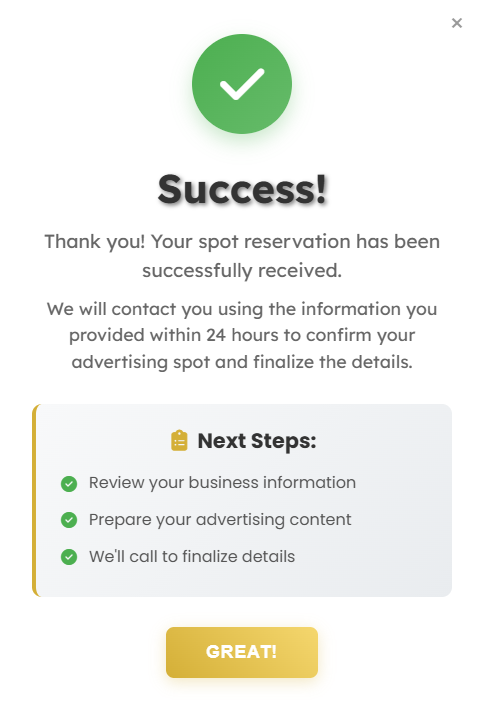 Success!
Thank you! Your spot reservation has been
successfully received.
We will contact you using the information you
provided within 24 hours to confirm your
advertising spot and finalize the details.
Next Steps:
Review your business information
Prepare your advertising content
We'll call to finalize details
GREAT!